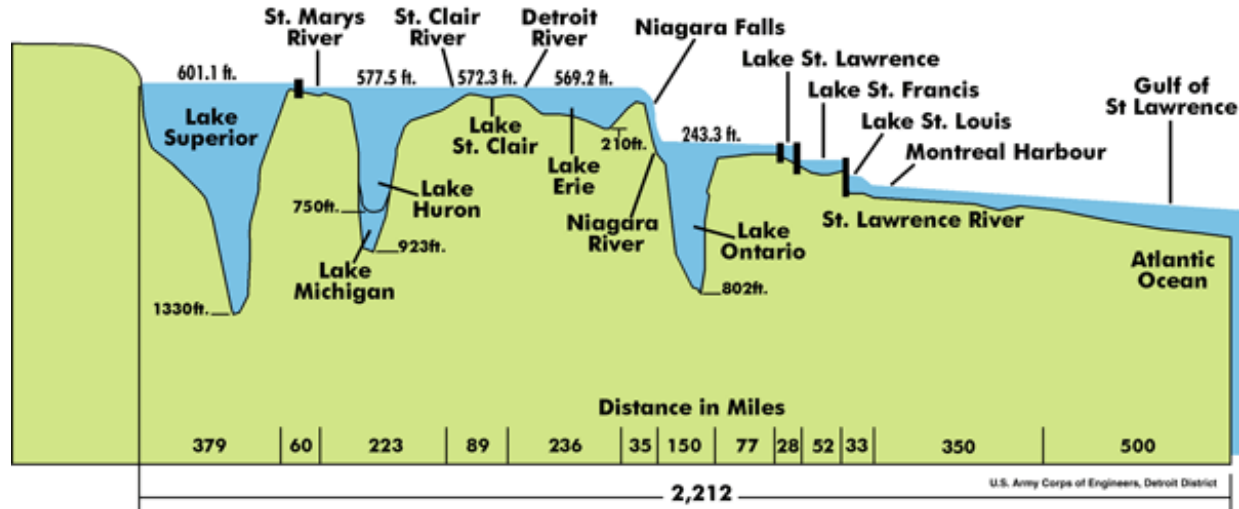 St. Marys
River
St. Clair
River
Detroit
River
Niagara Falls
Lake St. Lawrence
Lake St. Francis
Lake St. Louis
Montreal Harbour
Gulf of
St Lawrence
601.1 ft.
577.5 ft.
572.3 ft.
569.2 ft.
243.3 ft.
Lake
Superior
Lake
St. Clair
210ft.
Lake
Erie
Lake
Huron
750ft.
923ft.
Lake
Michigan
1330ft.
Niagara
River
Lake
Ontario
802ft.
St. Lawrence River
Atlantic
Ocean
Distance in Miles
379 60 223 89 236 35 150 77 28 52 33 350 500
U.S. Army Corps of Engineers, Detroit District
2,212